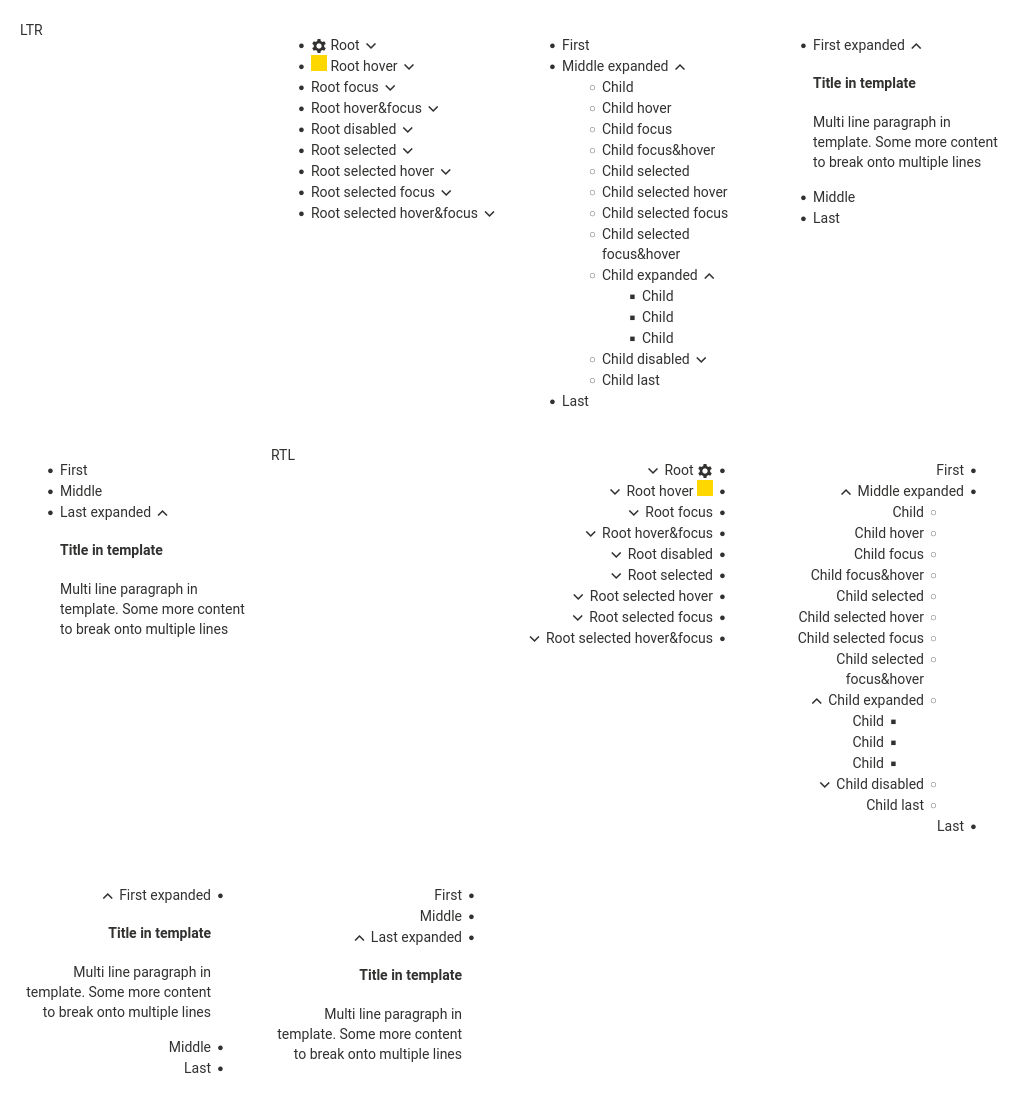 LTR
Root
Root hover
Root focus
Root hover&focus
Root disabled
Root selected
Root selected hover
Root selected focus
Root selected hover&focus
First
Middle expanded
Child
Child hover
Child focus
Child focus&hover
Child selected
Child selected hover
Child selected focus
Child selected
focus&hover
Child expanded
Child
Child
Child
Child disabled
Child last
Last
First expanded
Title in template
Multi line paragraph in
template. Some more content
to break onto multiple lines
Middle
Last
First
Middle
Last expanded
Title in template
Multi line paragraph in
template. Some more content
to break onto multiple lines
RTL
Root
Root hover
Root focus
Root hover&focus
Root disabled
Root selected
Root selected hover
Root selected focus
Root selected hover&focus
First
Middle expanded
Child
Child hover
Child focus
Child focus&hover
Child selected
Child selected hover
Child selected focus
Child selected
focus&hover
Child expanded
Child
Child
Child
Child disabled
Child last
Last
First expanded
Title in template
Multi line paragraph in
template. Some more content
to break onto multiple lines
Middle
Last
First
Middle
Last expanded
Title in template
Multi line paragraph in
template. Some more content
to break onto multiple lines